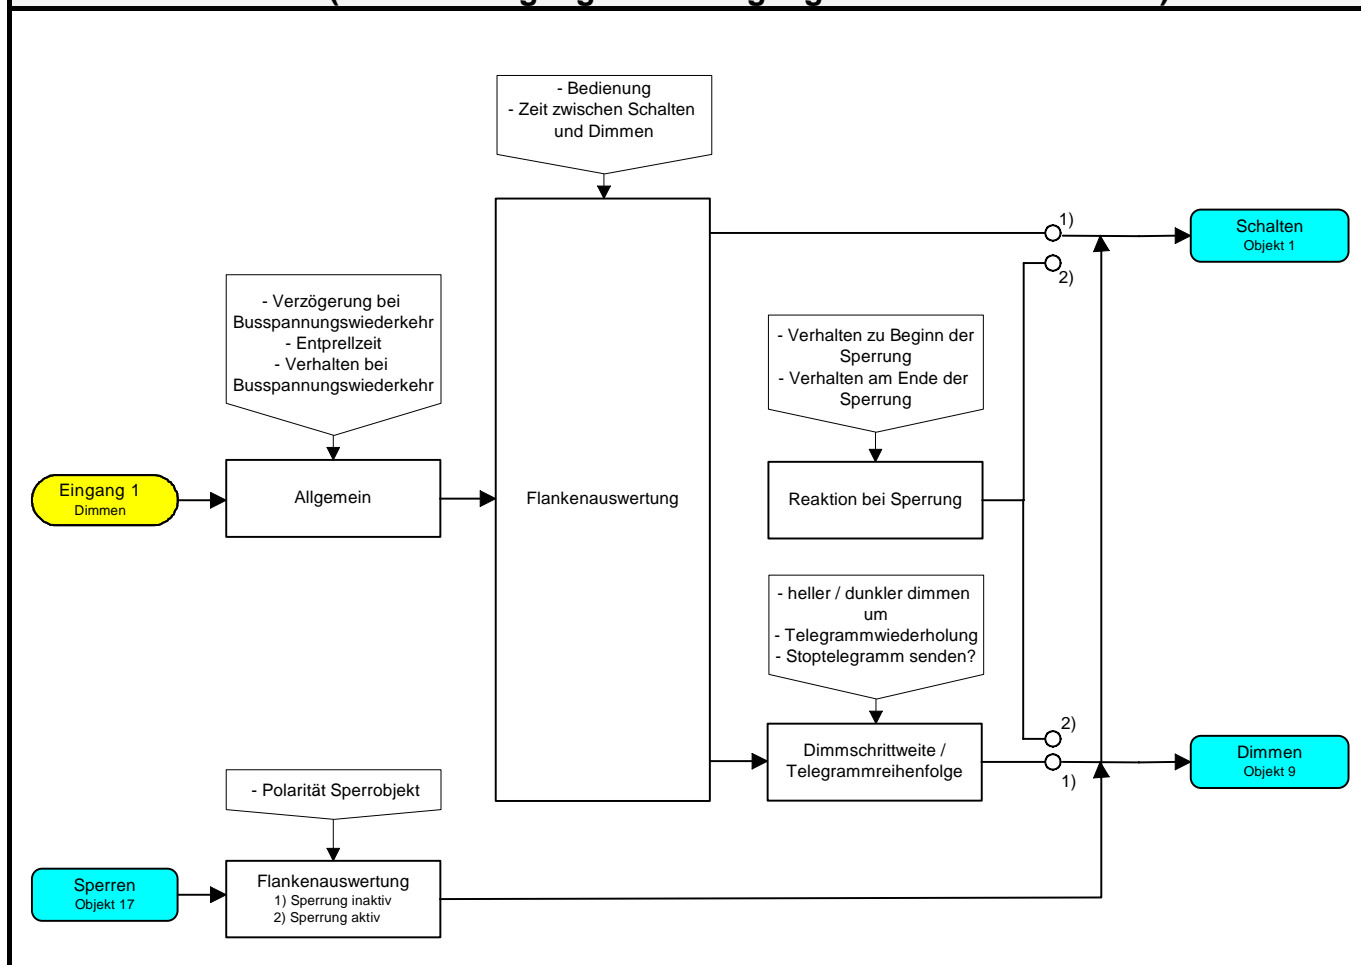 - Bedienung
- Zeit zwischen Schalten
und Dimmen
1)
Schalten
Objekt 1
2)
- Verzögerung bei
Busspannungswiederkehr
- Entprellzeit
- Verhalten bei
Busspannungswiederkehr
- Verhalten zu Beginn der
Sperrung
- Verhalten am Ende der
Sperrung
Eingang 1
Dimmen
Allgemein
Flankenauswertung
Reaktion bei Sperrung
- heller / dunkler dimmen
um
- Telegrammwiederholung
- Stoptelegramm senden?
2)
Dimmschrittweite /
Telegrammreihenfolge
1)
Dimmen
Objekt 9
- Polarität Sperrobjekt
Sperren
Objekt 17
Flankenauswertung
1) Sperrung inaktiv
2) Sperrung aktiv